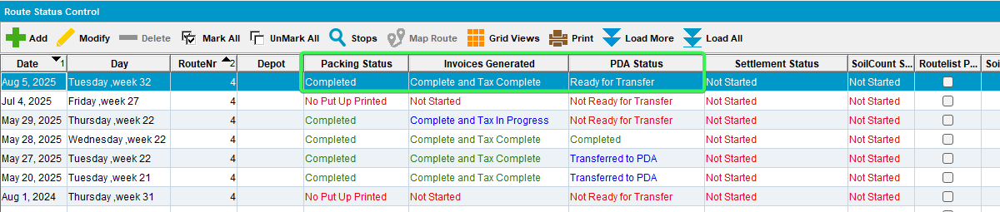 Route Status Control
Add Modify Delete Mark All UnMark All Stops Map Route Grid Views Print Load More Load All
Date 1 Day RouteNr 2 Depot Packing Status Invoices Generated PDA Status Settlement Status SoilCount S... Routelist P... Soi
Aug 5, 2025 Tuesday ,week 32 4 Completed Complete and Tax Complete Ready for Transfer Not Started Not Started
Jul 4, 2025 Friday ,week 27 4 No Put Up Printed Not Started Not Ready for Transfer Not Started Not Started
May 29, 2025 Thursday ,week 22 4 Completed Complete and Tax In Progress Not Ready for Transfer Not Started Not Started
May 28, 2025 Wednesday ,week 22 4 Completed Complete and Tax Complete Completed Not Started Not Started
May 27, 2025 Tuesday ,week 22 4 Completed Complete and Tax Complete Transferred to PDA Not Started Not Started
May 20, 2025 Tuesday ,week 21 4 Completed Complete and Tax Complete Transferred to PDA Not Started Not Started
Aug 1, 2024 Thursday ,week 31 4 No Put Up Printed Not Started Not Ready for Transfer Not Started Not Started